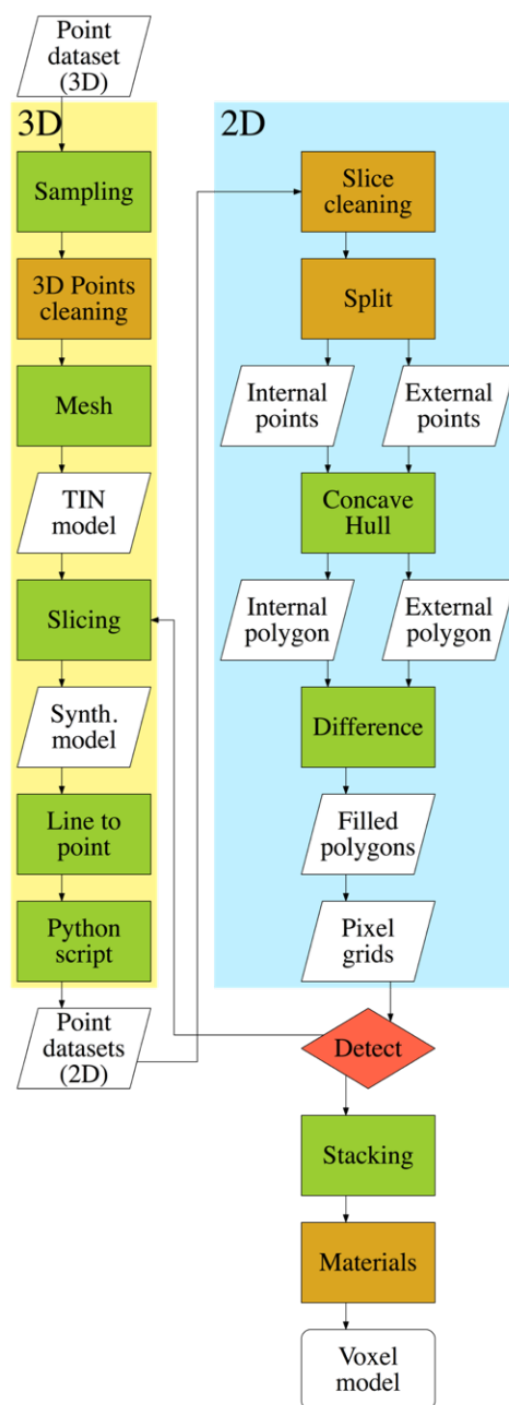 Point
dataset
(3D)
3D
Sampling
3D Points
cleaning
Mesh
TIN
model
Slicing
Synth.
model
Line to
point
Python
script
Point
datasets
(2D)
2D
Slice
cleaning
Split
Internal
points
External
points
Concave
Hull
Internal
polygon
External
polygon
Difference
Filled
polygons
Pixel
grids
Detect
Stacking
Materials
Voxel
model